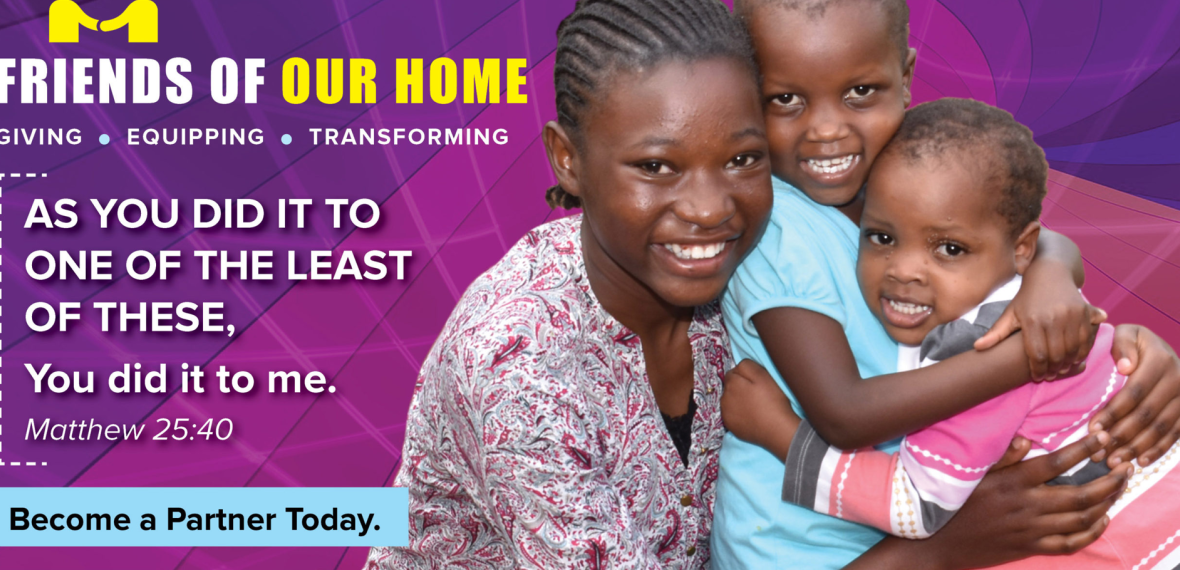 FRIENDS OF OUR HOME
GIVING • EQUIPPING • TRANSFORMING
AS YOU DID IT TO
ONE OF THE LEAST
OF THESE,
You did it to me.
Matthew 25:40
Become a Partner Today.